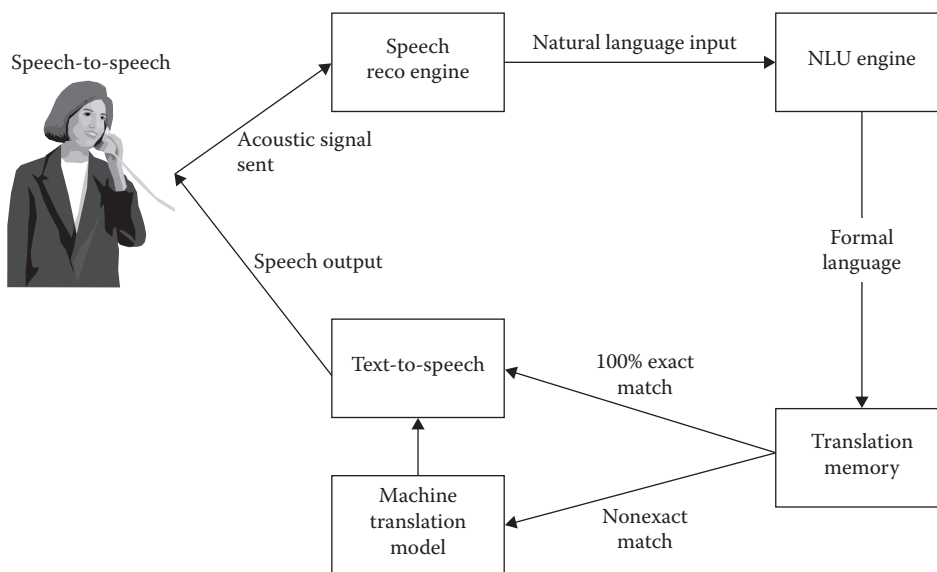 Speech-to-speech
Speech
reco engine
Natural language input
NLU engine
Acoustic signal
sent
Formal
language
Speech output
Text-to-speech
100% exact
match
Translation
memory
Machine
translation
model
Nonexact
match